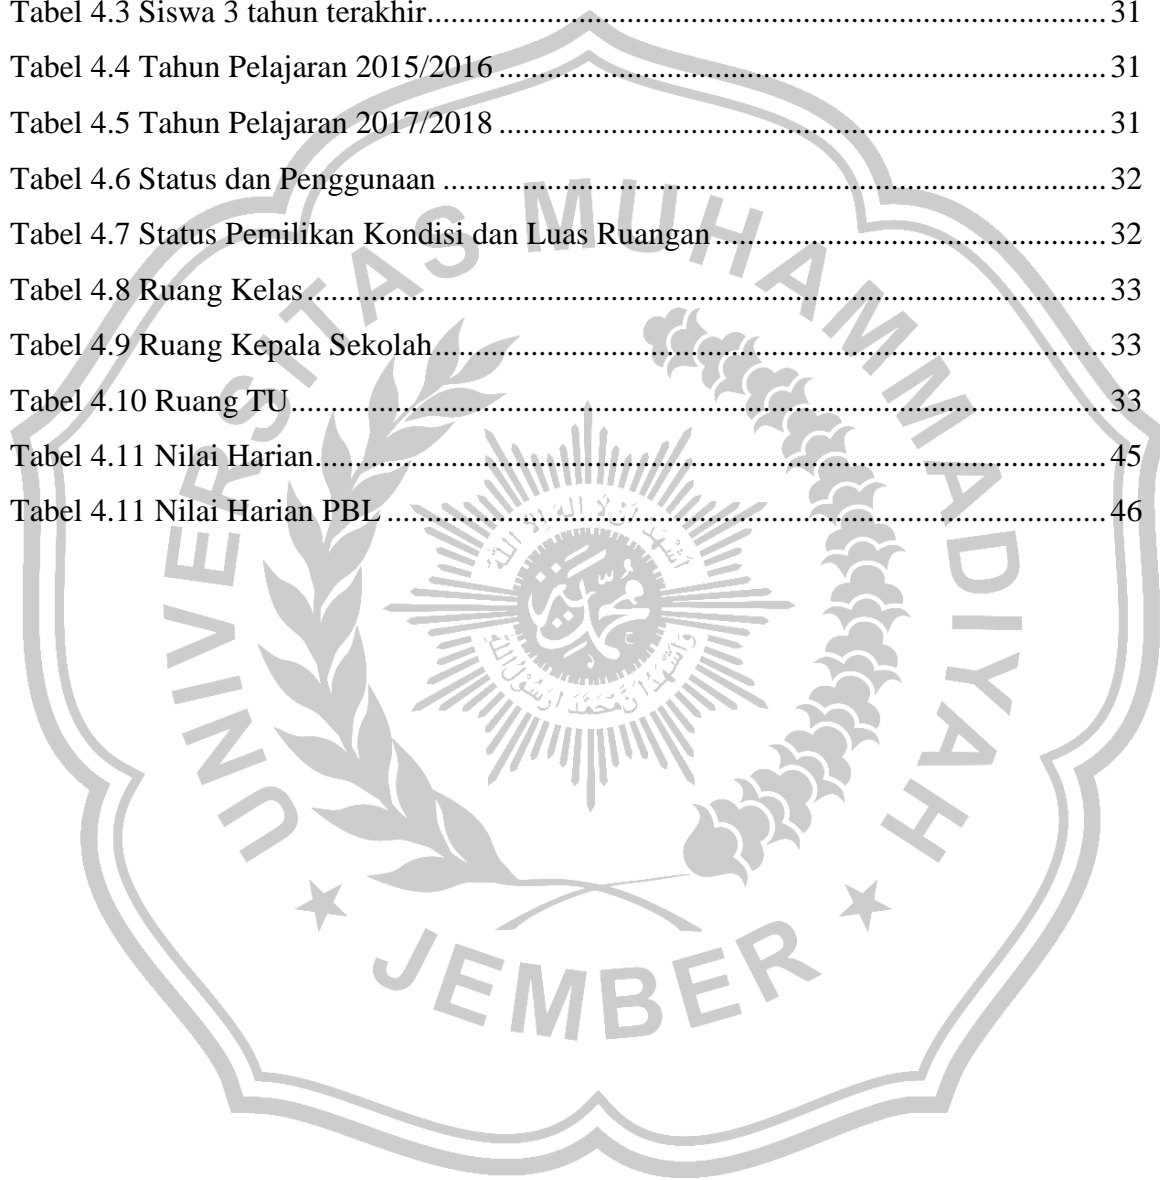 Tabel 4.3 Siswa 3 tahun terakhir 31
Tabel 4.4 Tahun Pelajaran 2015/2016 31
Tabel 4.5 Tahun Pelajaran 2017/2018 31
Tabel 4.6 Status dan Penggunaan 32
Tabel 4.7 Status Pemilikan Kondisi dan Luas Ruangan 32
Tabel 4.8 Ruang Kelas 33
Tabel 4.9 Ruang Kepala Sekolah 33
Tabel 4.10 Ruang TU 33
Tabel 4.11 Nilai Harian 45
Tabel 4.11 Nilai Harian PBL 46
UNIVERSITAS MUHAMMADIYAH
JEMBER